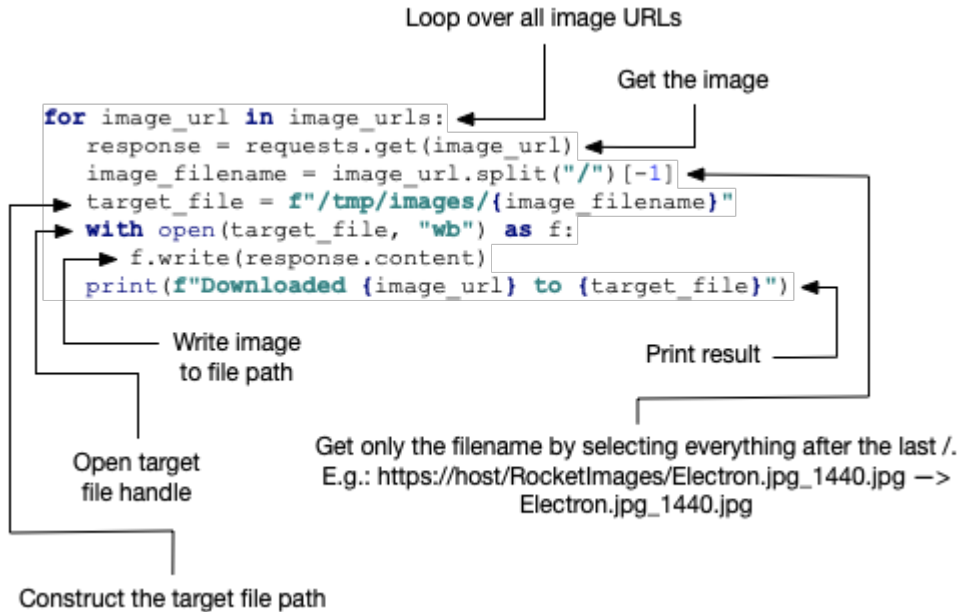 Loop over all image URLs
Get the image
for image_url in image_urls:
response = requests.get(image_url)
image_filename = image_url.split("/")[-1]
target_file = f"/tmp/images/{image_filename}"
with open(target_file, "wb") as f:
f.write(response.content)
print(f"Downloaded {image_url} to {target_file}")
Write image
to file path
Print result
Open target
file handle
Get only the filename by selecting everything after the last /.
E.g.: https://host/RocketImages/Electron.jpg_1440.jpg —>
Electron.jpg_1440.jpg
Construct the target file path